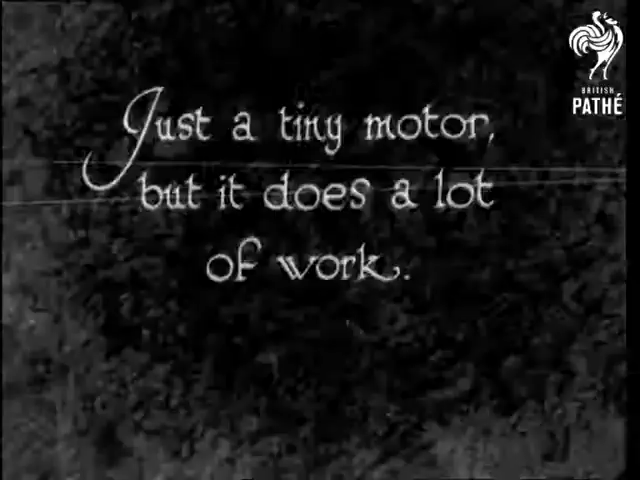 BRITISH
PATHÉ
Just a tiny motor,
but it does a lot
of work.